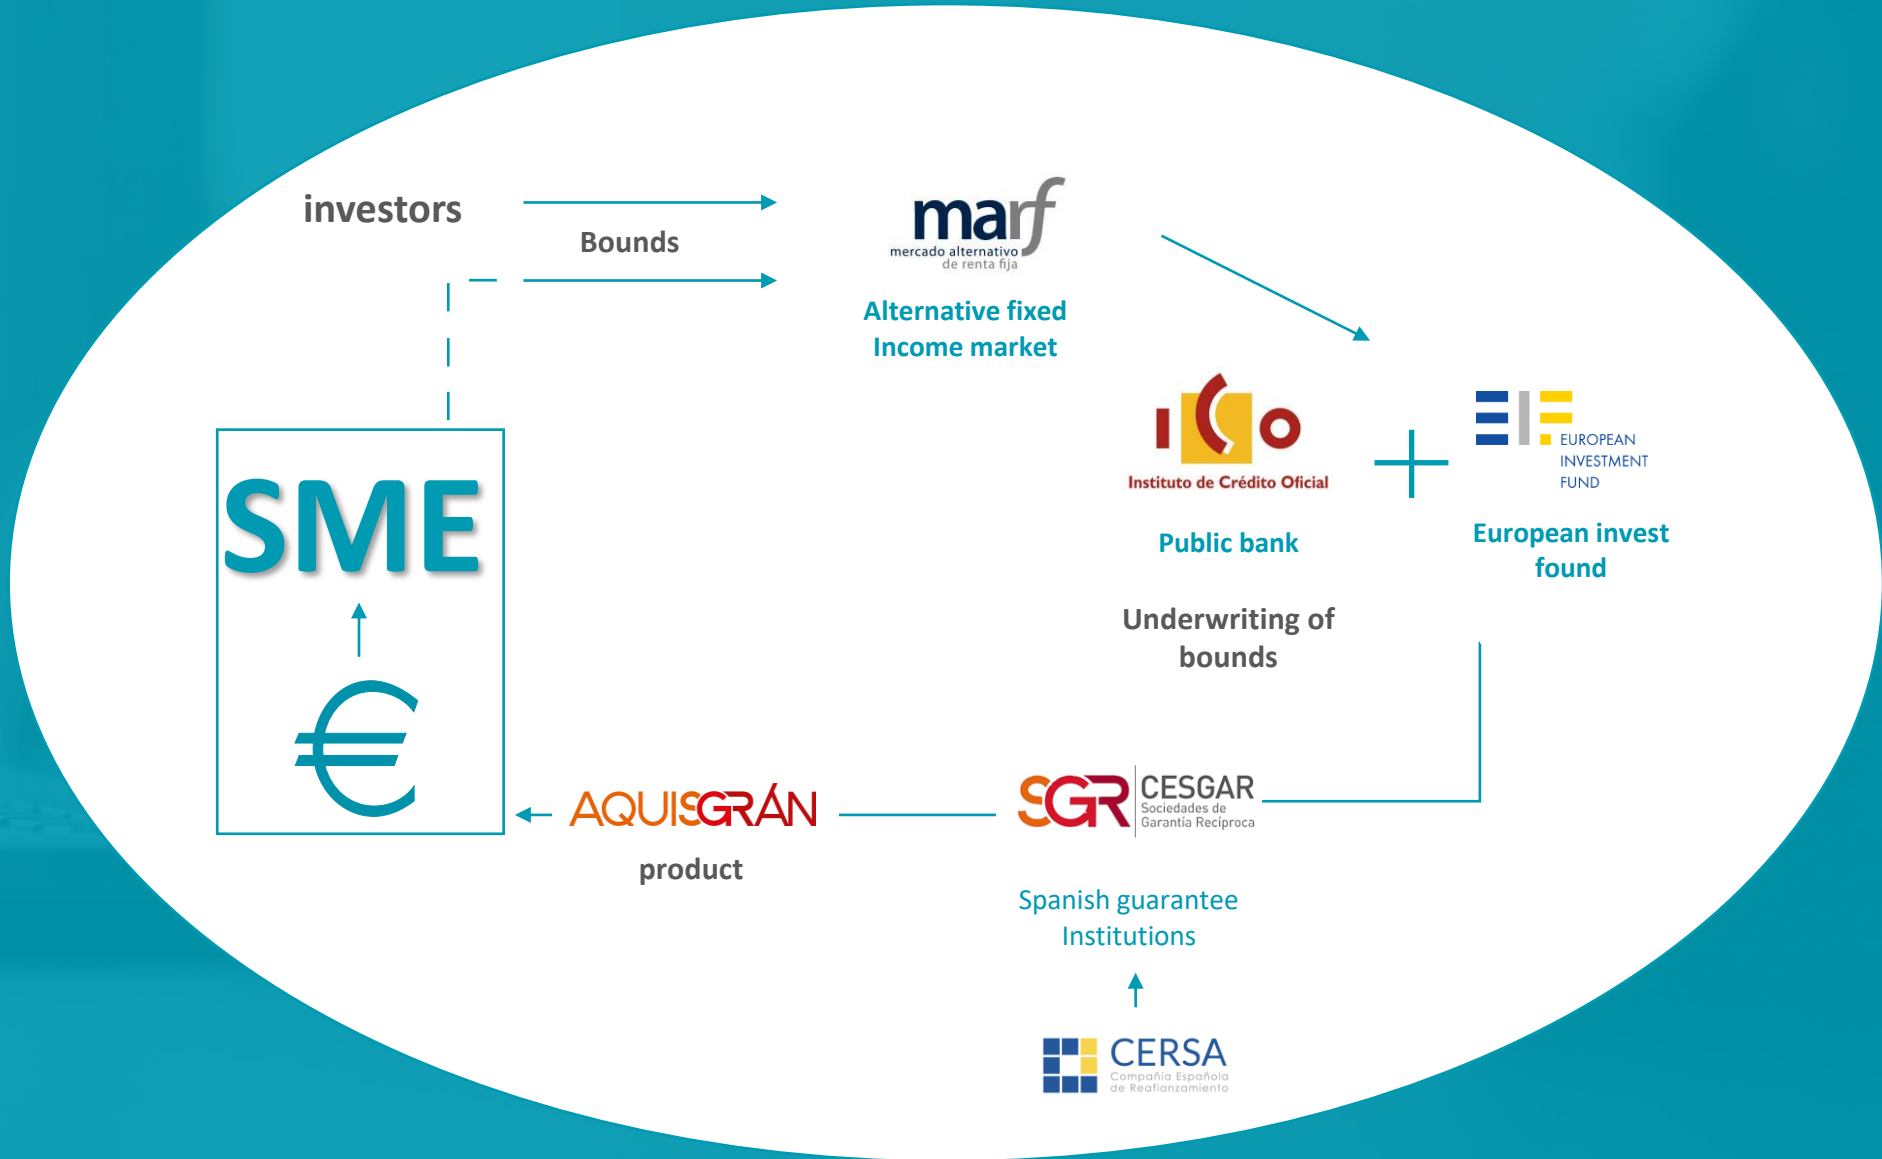 investors
Bounds
marf
mercado alternativo
de renta fija
Alternative fixed
Income market
ICO
Instituto de Crédito Oficial
Public bank
EIF
EUROPEAN
INVESTMENT
FUND
European invest
found
Underwriting of
bounds
SME
€
AQUISGRÁN
product
SGR
CESGAR
Sociedades de
Garantía Recíproca
Spanish guarantee
Institutions
CERSA
Compañía Española
de Reafianzamiento